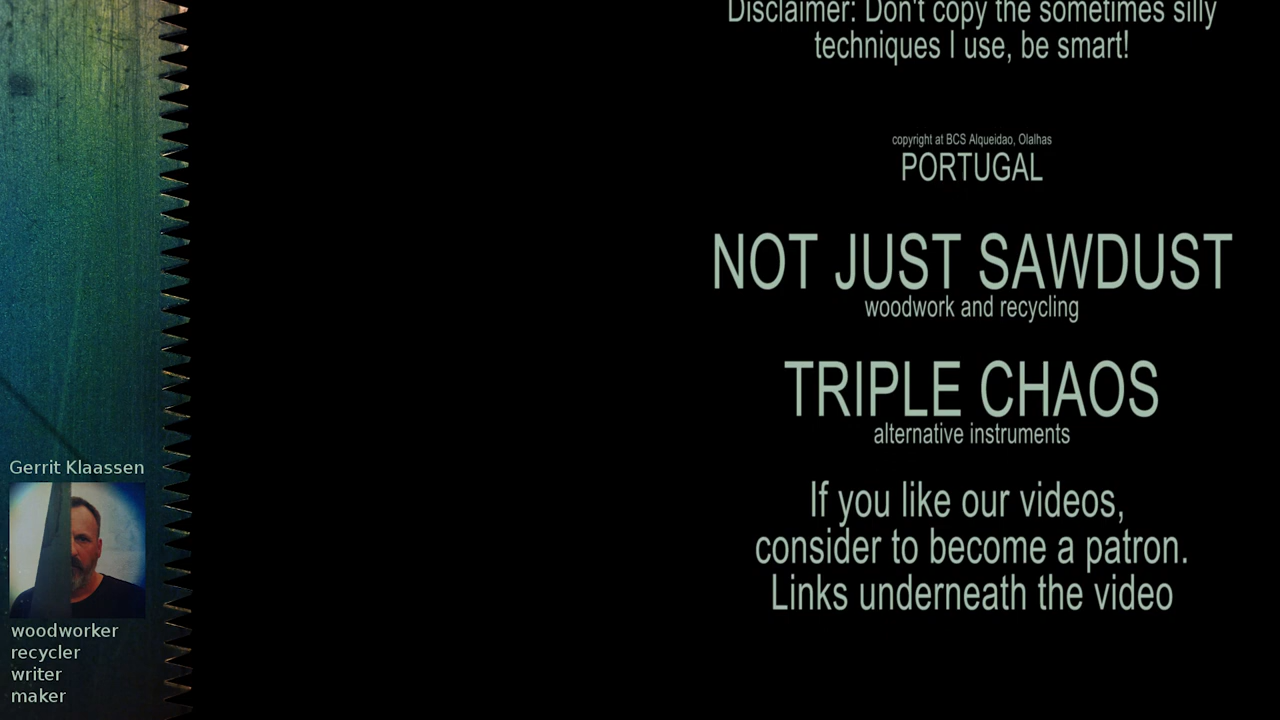 Disclaimer: Don't copy the sometimes silly
techniques I use, be smart!
copyright at BCS Alqueidao, Olalhas
PORTUGAL
NOT JUST SAWDUST
woodwork and recycling
TRIPLE CHAOS
alternative instruments
If you like our videos,
consider to become a patron.
Links underneath the video
Gerrit Klaassen
woodworker
recycler
writer
maker